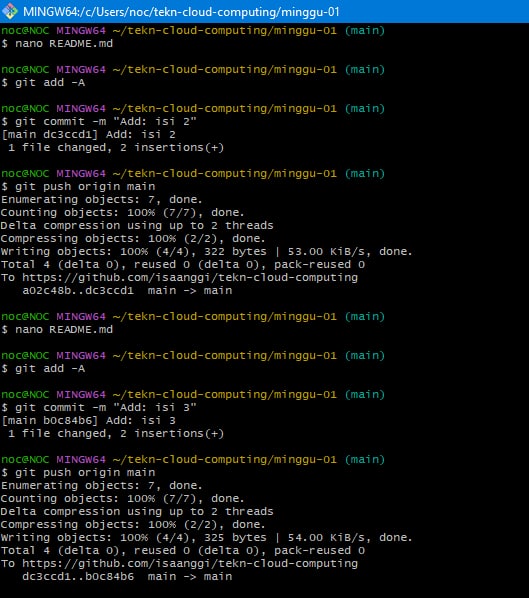 MINGW64:/c/Users/noc/tekn-cloud-computing/minggu-01
noc@NOC MINGW64 ~/tekn-cloud-computing/minggu-01 (main)
$ nano README.md
noc@NOC MINGW64 ~/tekn-cloud-computing/minggu-01 (main)
$ git add -A
noc@NOC MINGW64 ~/tekn-cloud-computing/minggu-01 (main)
$ git commit -m "Add: isi 2"
[main dc3ccd1] Add: isi 2
 1 file changed, 2 insertions(+)
noc@NOC MINGW64 ~/tekn-cloud-computing/minggu-01 (main)
$ git push origin main
Enumerating objects: 7, done.
Counting objects: 100% (7/7), done.
Delta compression using up to 2 threads
Compressing objects: 100% (2/2), done.
Writing objects: 100% (4/4), 322 bytes | 53.00 KiB/s, done.
Total 4 (delta 0), reused 0 (delta 0), pack-reused 0
To https://github.com/isaanggi/tekn-cloud-computing
   a02c48b..dc3ccd1  main -> main
noc@NOC MINGW64 ~/tekn-cloud-computing/minggu-01 (main)
$ nano README.md
noc@NOC MINGW64 ~/tekn-cloud-computing/minggu-01 (main)
$ git add -A
noc@NOC MINGW64 ~/tekn-cloud-computing/minggu-01 (main)
$ git commit -m "Add: isi 3"
[main b0c84b6] Add: isi 3
 1 file changed, 2 insertions(+)
noc@NOC MINGW64 ~/tekn-cloud-computing/minggu-01 (main)
$ git push origin main
Enumerating objects: 7, done.
Counting objects: 100% (7/7), done.
Delta compression using up to 2 threads
Compressing objects: 100% (2/2), done.
Writing objects: 100% (4/4), 325 bytes | 54.00 KiB/s, done.
Total 4 (delta 0), reused 0 (delta 0), pack-reused 0
To https://github.com/isaanggi/tekn-cloud-computing
   dc3ccd1..b0c84b6  main -> main